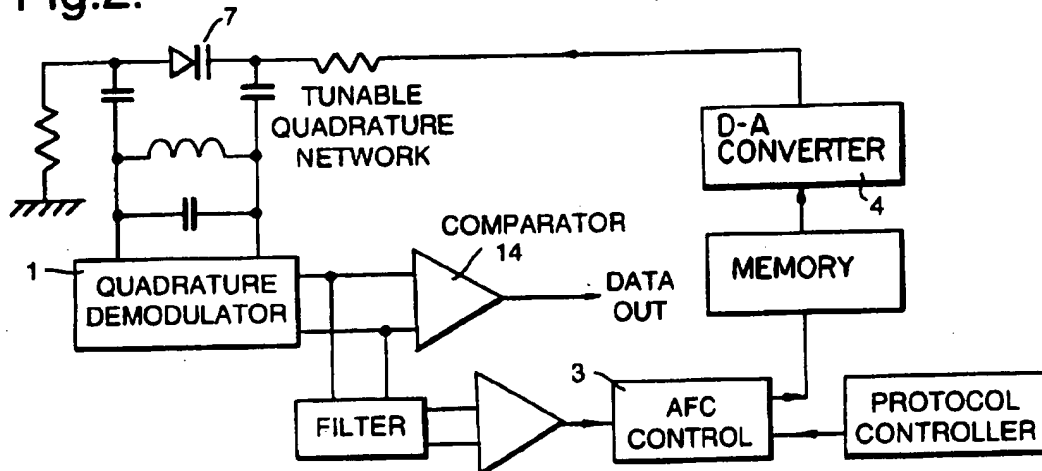 Fig.2.
7
TUNABLE
QUADRATURE
NETWORK
D-A
CONVERTER
4
COMPARATOR
14
1
QUADRATURE
DEMODULATOR
DATA
OUT
MEMORY
3
FILTER
AFC
CONTROL
PROTOCOL
CONTROLLER